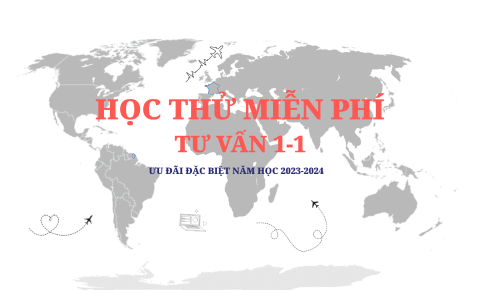 HỌC THỬ MIỄN PHÍ
TƯ VẤN 1-1
ƯU ĐÃI ĐẶC BIỆT NĂM HỌC 2023-2024